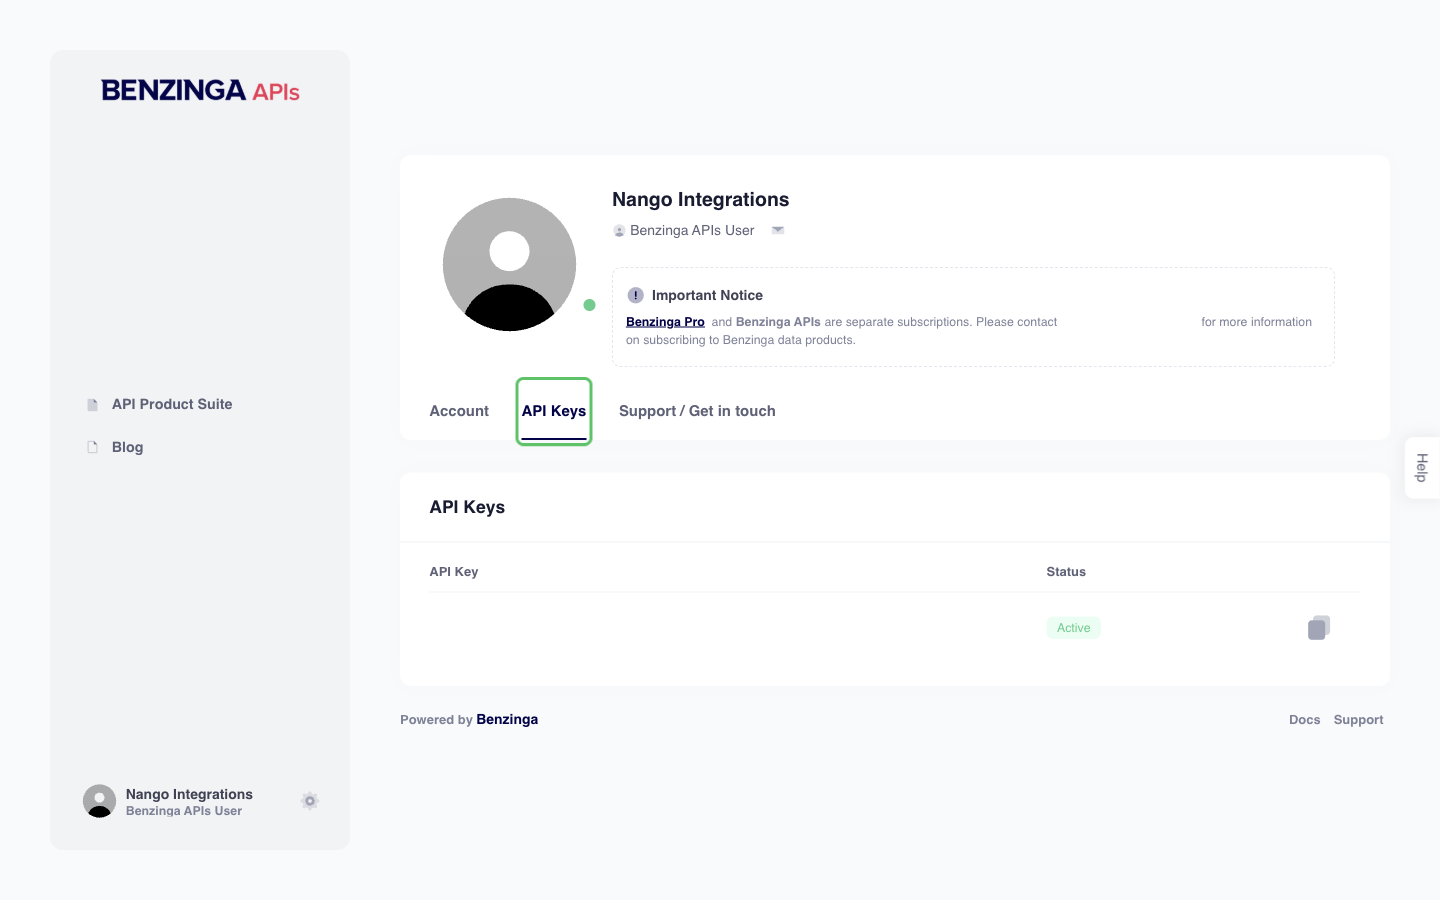 BENZINGA APIs
API Product Suite
Blog
Nango Integrations
Benzinga APIs User
Nango Integrations
Benzinga APIs User
Important Notice
Benzinga Pro and Benzinga APIs are separate subscriptions. Please contact for more information
on subscribing to Benzinga data products.
Account API Keys Support / Get in touch
API Keys
API Key Status
Active
Powered by Benzinga
Docs Support
Help